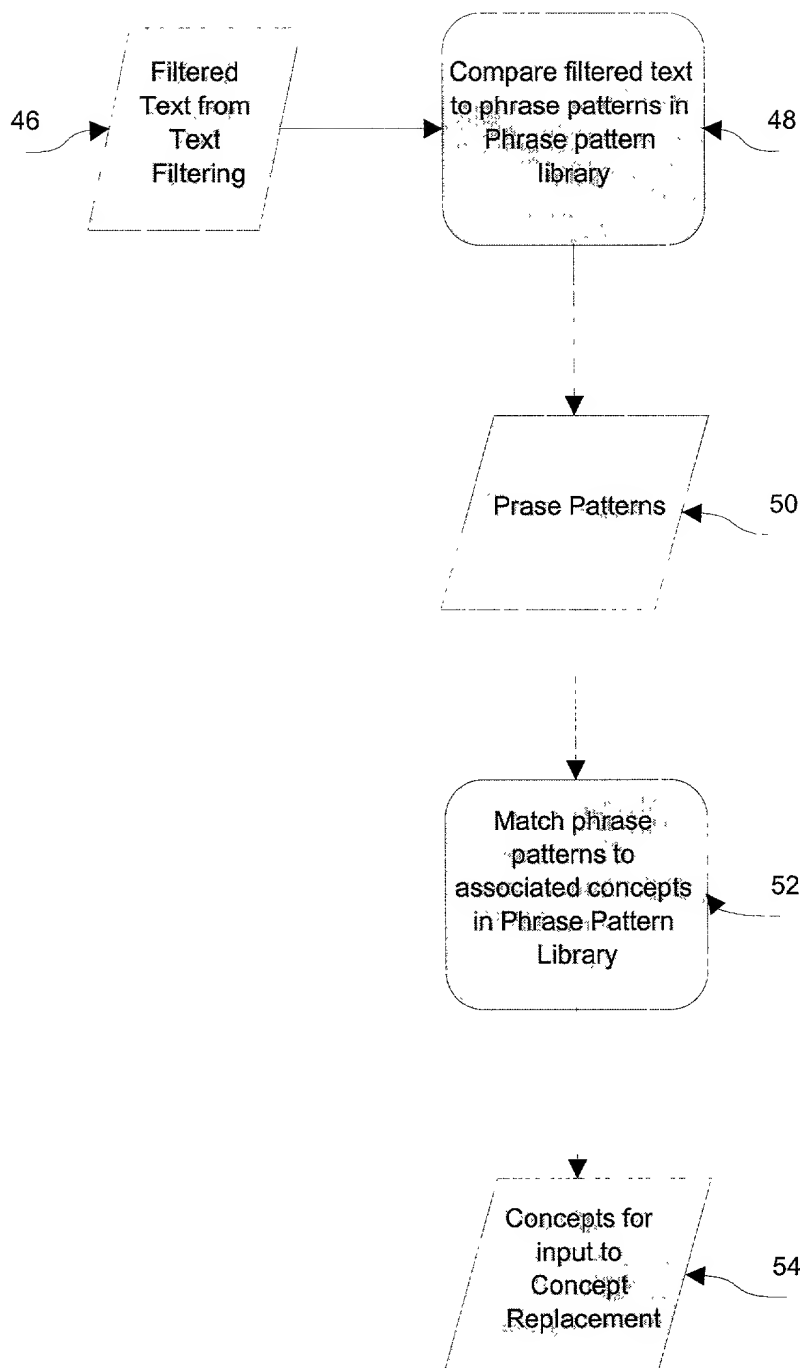 46
Filtered
Text from
Text
Filtering
Compare filtered text
to phrase patterns in
Phrase pattern
library
48
Prase Patterns
50
Match phrase
patterns to
associated concepts
in Phrase Pattern
Library
52
Concepts for
input to
Concept
Replacement
54